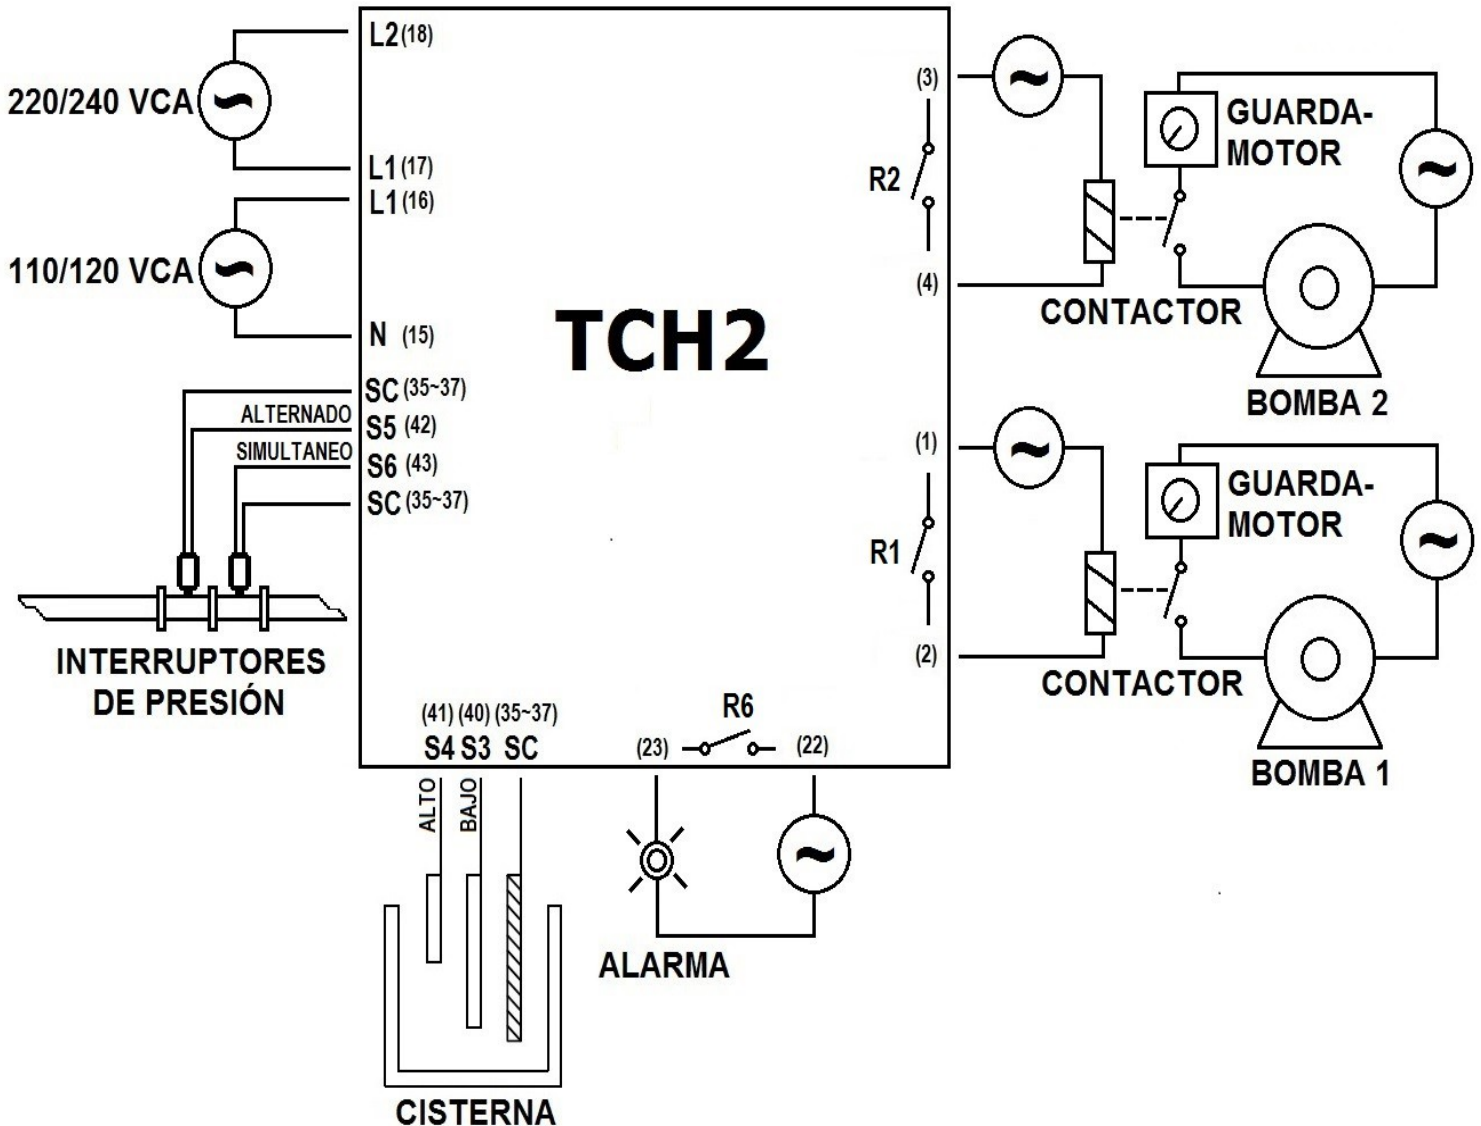 L2(18)
220/240 VCA
L1(17)
L1(16)
110/120 VCA
N (15)
SC (35~37)
ALTERNADO
S5 (42)
SIMULTANEO
S6 (43)
SC (35~37)
INTERRUPTORES
DE PRESIÓN
TCH2
(3)
R2
(4)
GUARDA-
MOTOR
CONTACTOR
BOMBA 2
(1)
R1
(2)
GUARDA-
MOTOR
CONTACTOR
BOMBA 1
(41) (40) (35~37)
S4 S3 SC
ALTO
BAJO
CISTERNA
R6
(23)
(22)
ALARMA